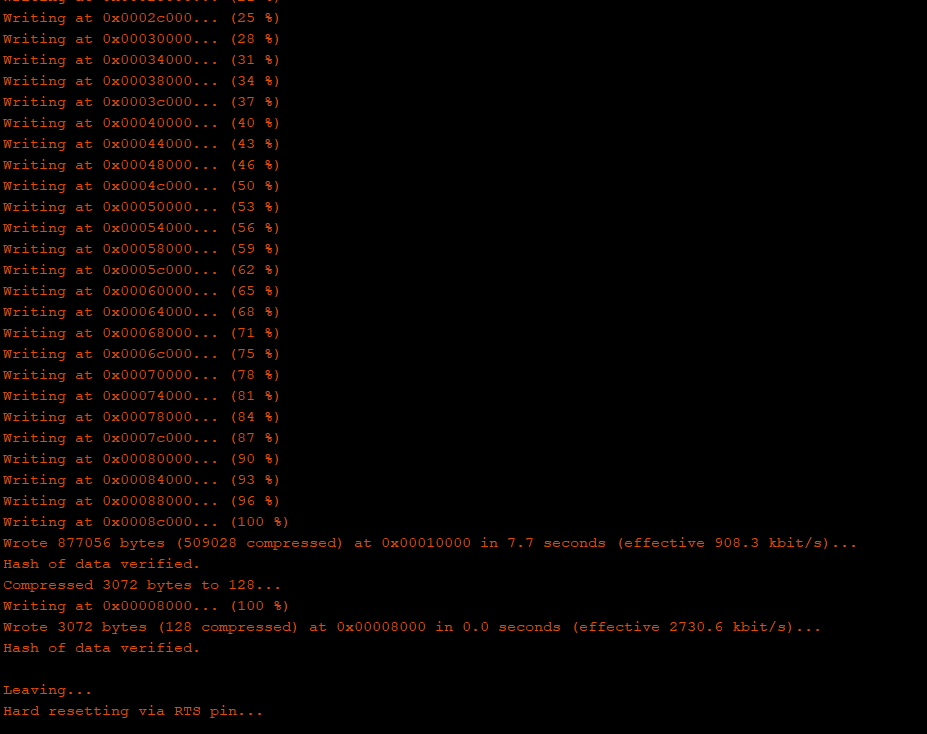 Writing at 0x0002c000... (25 %)
Writing at 0x00030000... (28 %)
Writing at 0x00034000... (31 %)
Writing at 0x00038000... (34 %)
Writing at 0x0003c000... (37 %)
Writing at 0x00040000... (40 %)
Writing at 0x00044000... (43 %)
Writing at 0x00048000... (46 %)
Writing at 0x0004c000... (50 %)
Writing at 0x00050000... (53 %)
Writing at 0x00054000... (56 %)
Writing at 0x00058000... (59 %)
Writing at 0x0005c000... (62 %)
Writing at 0x00060000... (65 %)
Writing at 0x00064000... (68 %)
Writing at 0x00068000... (71 %)
Writing at 0x0006c000... (75 %)
Writing at 0x00070000... (78 %)
Writing at 0x00074000... (81 %)
Writing at 0x00078000... (84 %)
Writing at 0x0007c000... (87 %)
Writing at 0x00080000... (90 %)
Writing at 0x00084000... (93 %)
Writing at 0x00088000... (96 %)
Writing at 0x0008c000... (100 %)
Wrote 877056 bytes (509028 compressed) at 0x00010000 in 7.7 seconds (effective 908.3 kbit/s)...
Hash of data verified.
Compressed 3072 bytes to 128...
Writing at 0x00008000... (100 %)
Wrote 3072 bytes (128 compressed) at 0x00008000 in 0.0 seconds (effective 2730.6 kbit/s)...
Hash of data verified.
Leaving...
Hard resetting via RTS pin...